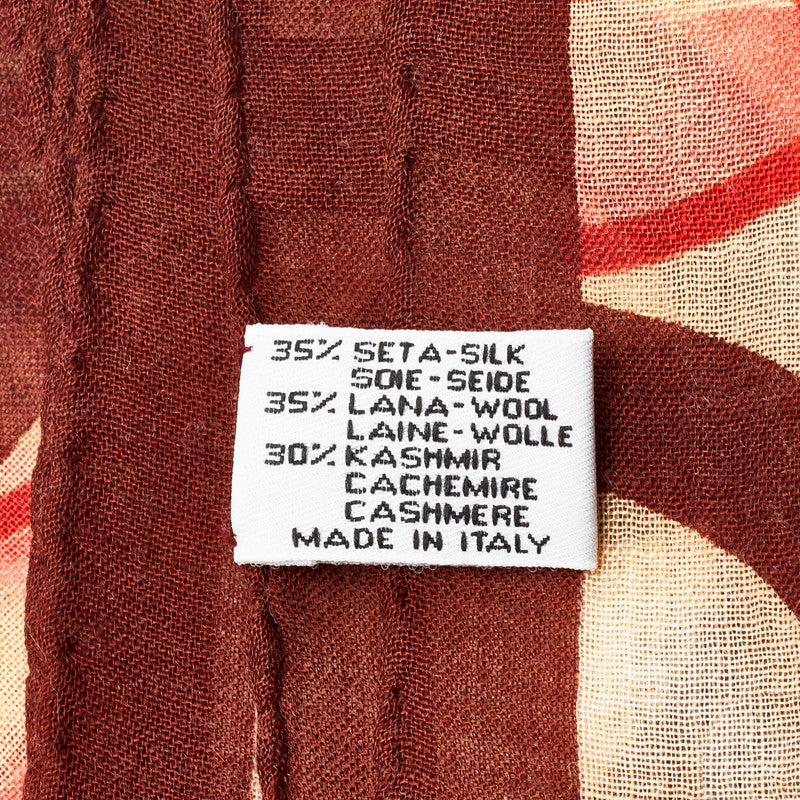 35% SETA-SILK
SOIE-SEIDE
35% LANA-WOOL
LAINE-WOLLE
30% KASHMIR
CACHEMIRE
CASHMERE
MADE IN ITALY